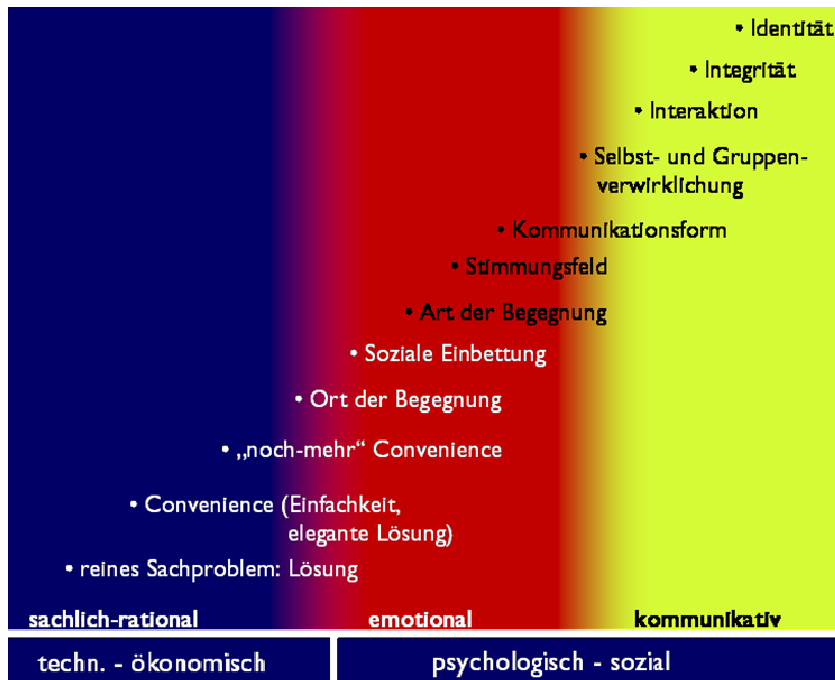 • Identität
• Integrität
• Interaktion
• Selbst- und Gruppen-
verwirklichung
• Kommunikationsform
• Stimmungsfeld
• Art der Begegnung
• Soziale Einbettung
• Ort der Begegnung
• „noch-mehr“ Convenience
• Convenience (Einfachkeit,
elegante Lösung)
• reines Sachproblem: Lösung
sachlich-rational emotional kommunikativ
techn. - ökonomisch psychologisch - sozial